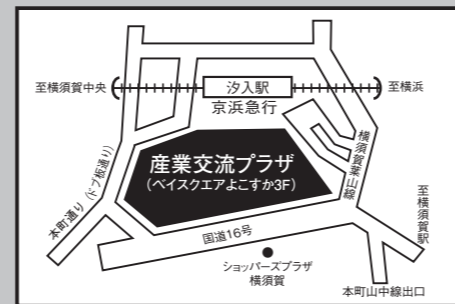 至横須賀中央
汐入駅
至横浜
京浜急行
産業交流プラザ
(ベイスクエアよこすか3F)
横須賀葉山線
本町通り(ドブ板通り)
至横須賀駅
国道16号
ショッパーズプラザ
横須賀
本町山中線出口